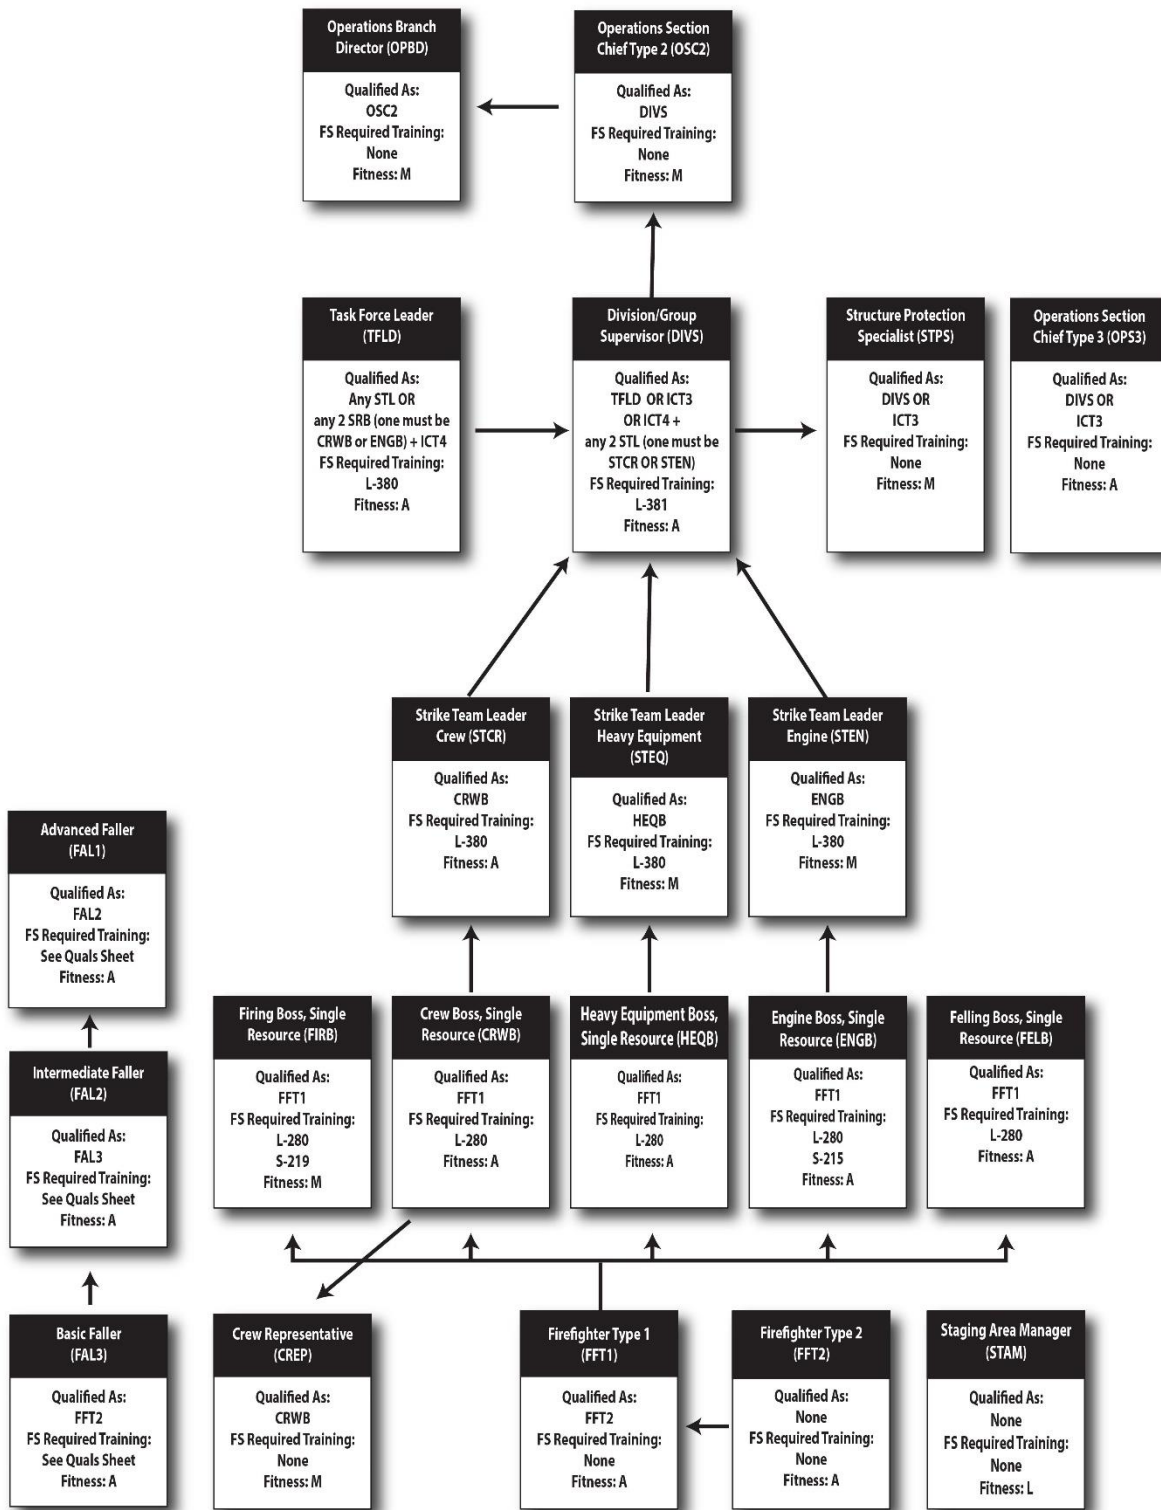 Operations Branch
Director (OPBD)
Qualified As:
OSC2
FS Required Training:
None
Fitness: M
Operations Section
Chief Type 2 (OSC2)
Qualified As:
DIVS
FS Required Training:
None
Fitness: M
Task Force Leader
(TFLD)
Qualified As:
Any STL OR
any 2 SRB (one must be
CRWB or ENGB) + ICT4
FS Required Training:
L-380
Fitness: A
Division/Group
Supervisor (DIVS)
Qualified As:
TFLD OR ICT3
OR ICT4 +
any 2 STL (one must be
STCR OR STEN)
FS Required Training:
L-381
Fitness: A
Structure Protection
Specialist (STPS)
Qualified As:
DIVS OR
ICT3
FS Required Training:
None
Fitness: M
Operations Section
Chief Type 3 (OPS3)
Qualified As:
DIVS OR
ICT3
FS Required Training:
None
Fitness: A
Strike Team Leader
Crew (STCR)
Qualified As:
CRWB
FS Required Training:
L-380
Fitness: A
Strike Team Leader
Heavy Equipment
(STEQ)
Qualified As:
HEQB
FS Required Training:
L-380
Fitness: M
Strike Team Leader
Engine (STEN)
Qualified As:
ENGB
FS Required Training:
L-380
Fitness: M
Advanced Faller
(FAL1)
Qualified As:
FAL2
FS Required Training:
See Quals Sheet
Fitness: A
Firing Boss, Single
Resource (FIRB)
Qualified As:
FFT1
FS Required Training:
L-280
S-219
Fitness: M
Crew Boss, Single
Resource (CRWB)
Qualified As:
FFT1
FS Required Training:
L-280
Fitness: A
Heavy Equipment Boss,
Single Resource (HEQB)
Qualified As:
FFT1
FS Required Training:
L-280
Fitness: A
Engine Boss, Single
Resource (ENGB)
Qualified As:
FFT1
FS Required Training:
L-280
S-215
Fitness: A
Felling Boss, Single
Resource (FELB)
Qualified As:
FFT1
FS Required Training:
L-280
Fitness: A
Intermediate Faller
(FAL2)
Qualified As:
FAL3
FS Required Training:
See Quals Sheet
Fitness: A
Basic Faller
(FAL3)
Qualified As:
FFT2
FS Required Training:
See Quals Sheet
Fitness: A
Crew Representative
(CREP)
Qualified As:
CRWB
FS Required Training:
None
Fitness: M
Firefighter Type 1
(FFT1)
Qualified As:
FFT2
FS Required Training:
None
Fitness: A
Firefighter Type 2
(FFT2)
Qualified As:
None
FS Required Training:
None
Fitness: A
Staging Area Manager
(STAM)
Qualified As:
None
FS Required Training:
None
Fitness: L